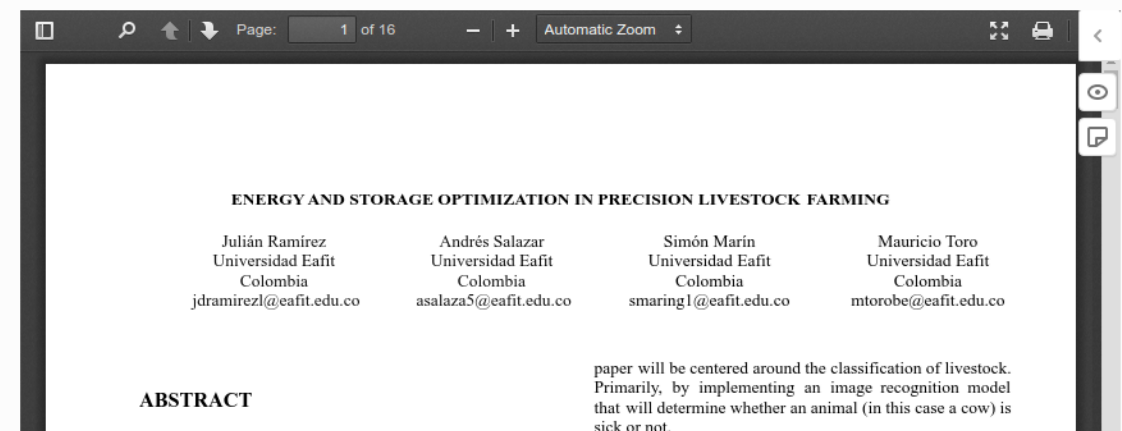 Page: 1 of 16 Automatic Zoom
ENERGY AND STORAGE OPTIMIZATION IN PRECISION LIVESTOCK FARMING
Julián Ramírez
Universidad Eafit
Colombia
jdramirezl@eafit.edu.co
Andrés Salazar
Universidad Eafit
Colombia
asalaza5@eafit.edu.co
Simón Marín
Universidad Eafit
Colombia
smaring1@eafit.edu.co
Mauricio Toro
Universidad Eafit
Colombia
mtorobe@eafit.edu.co
ABSTRACT
paper will be centered around the classification of livestock.
Primarily, by implementing an image recognition model
that will determine whether an animal (in this case a cow) is
sick or not.